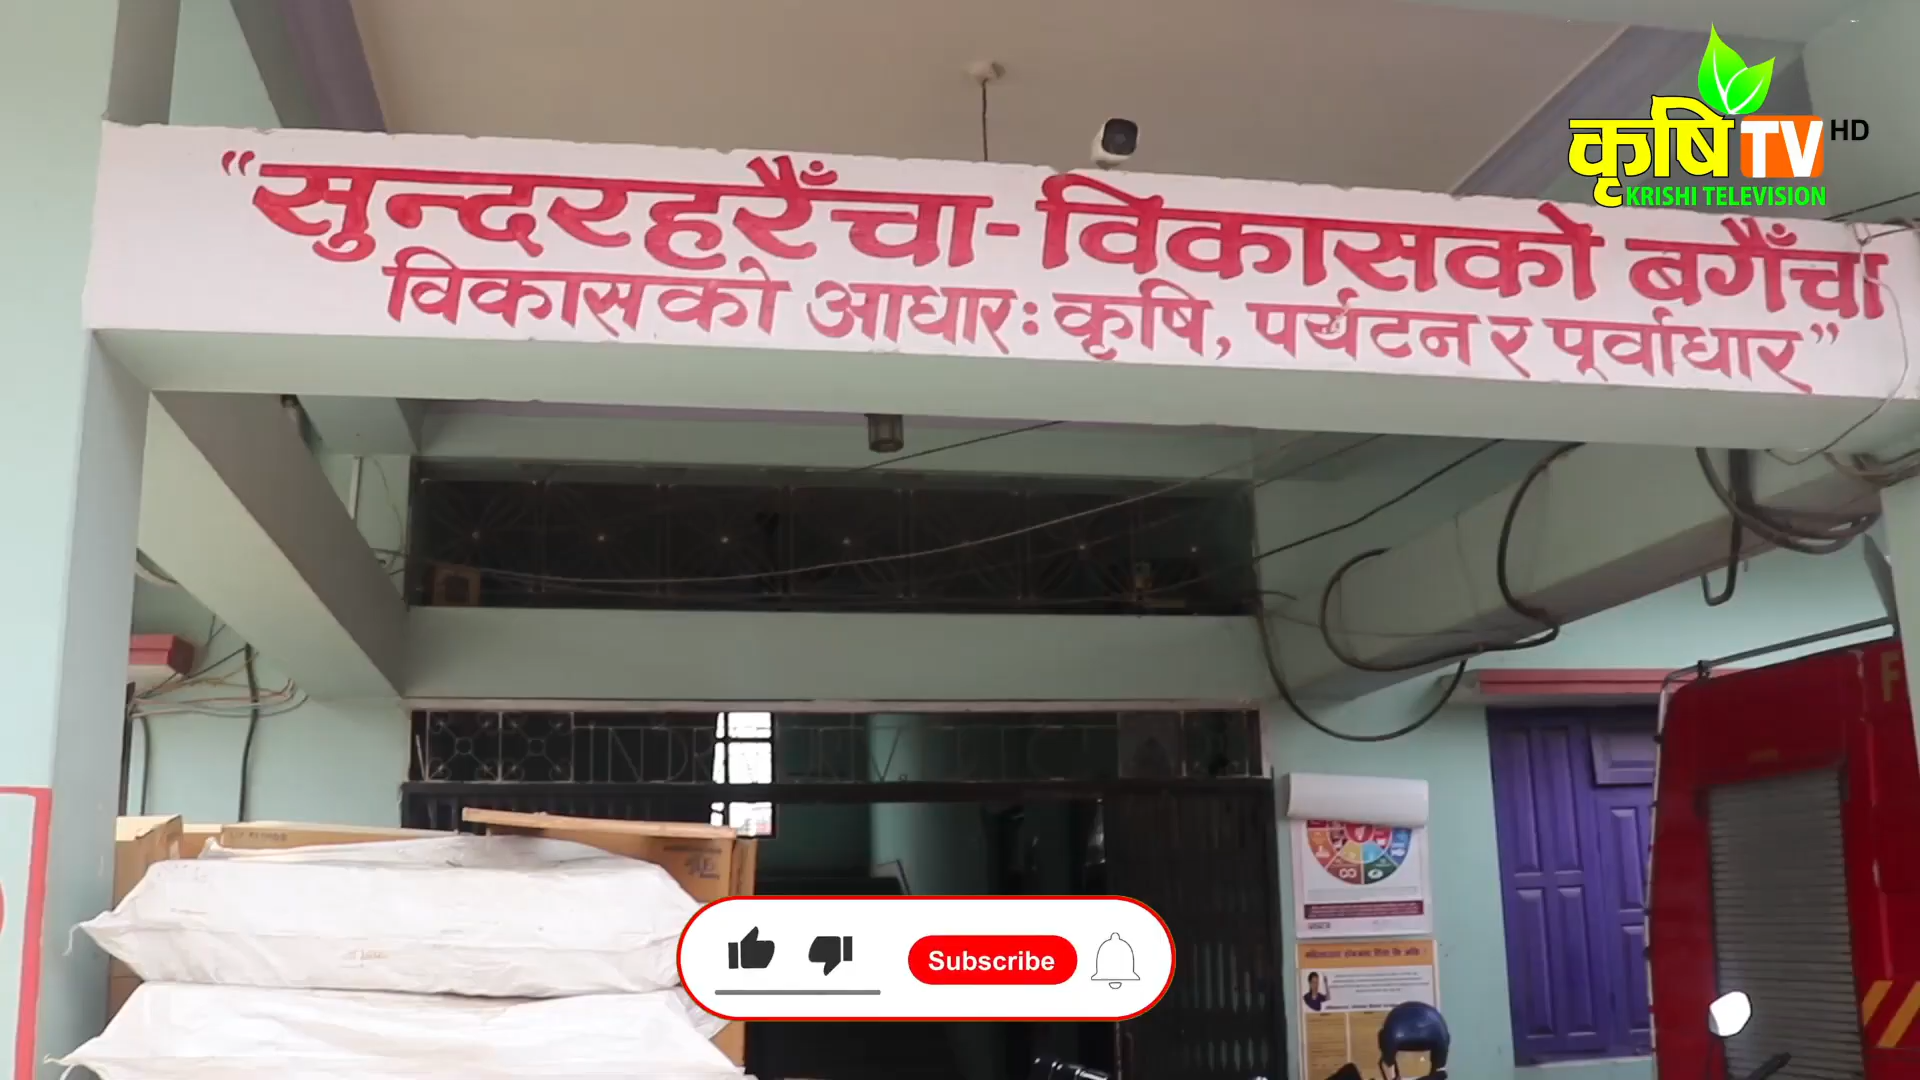 कृषि TV HD
KRISHI TELEVISION
“सुन्दरहरैँचा-विकासको बगैँचा
विकासको आधार: कृषि, पर्यटन र पूर्वाधार”
Subscribe